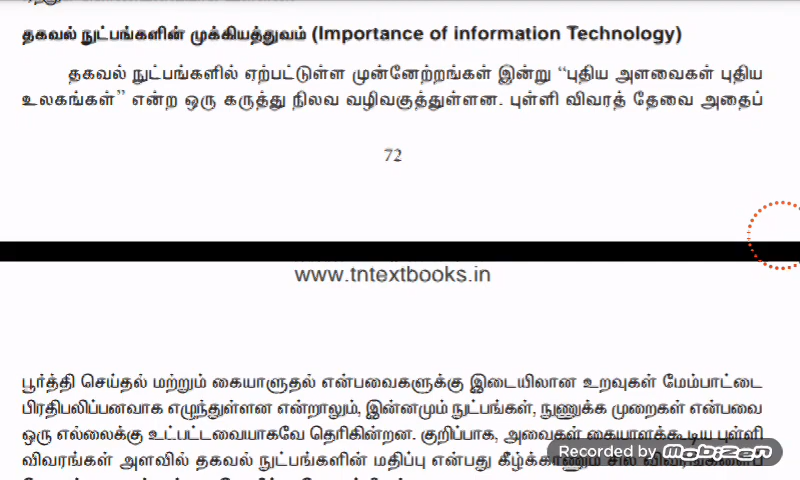 தகவல் நுட்பங்களின் முக்கியத்துவம் (Importance of information Technology)
தகவல் நுட்பங்களில் ஏற்பட்டுள்ள முன்னேற்றங்கள் இன்று “புதிய அளவைகள் புதிய
உலகங்கள்” என்ற ஒரு கருத்து நிலவ வழிவகுத்துள்ளன. புள்ளி விவரத் தேவை அதைப்
72
www.tntextbooks.in
பூர்த்தி செய்தல் மற்றும் கையாளுதல் என்பவைகளுக்கு இடையிலான உறவுகள் மேம்பாட்டை
பிரதிபலிப்பனவாக எழுந்துள்ளன என்றாலும், இன்னமும் நுட்பங்கள், நுணுக்க முறைகள் என்பவை
ஒரு எல்லைக்கு உட்பட்டவையாகவே தெரிகின்றன. குறிப்பாக, அவைகள் கையாளக்கூடிய புள்ளி
விவரங்கள் அளவில் தகவல் நுட்பங்களின் மதிப்பு என்பது கீழ்க்காணும் சில
Recorded by mobizen